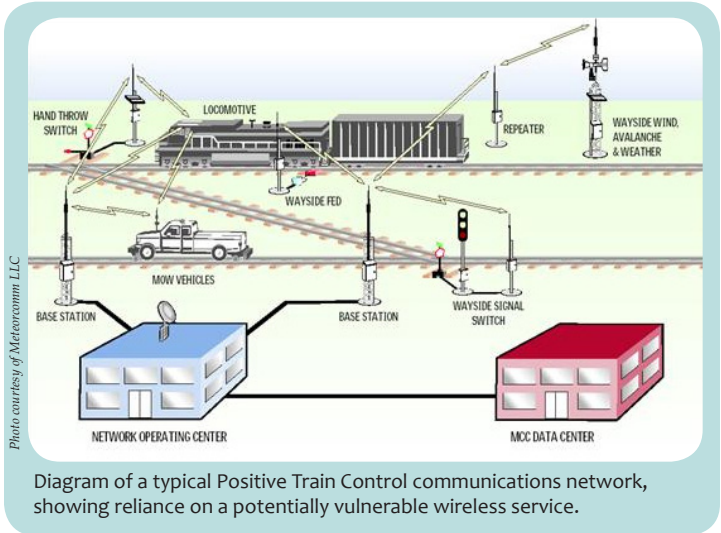 HAND THROW
SWITCH
LOCOMOTIVE
REPEATER
WAYSIDE WIND,
AVALANCHE
& WEATHER
WAYSIDE FED
MOW VEHICLES
BASE STATION
BASE STATION
WAYSIDE SIGNAL
SWITCH
NETWORK OPERATING CENTER
MCC DATA CENTER
Photo courtesy of Meteorcomm LLC
Diagram of a typical Positive Train Control communications network,
showing reliance on a potentially vulnerable wireless service.